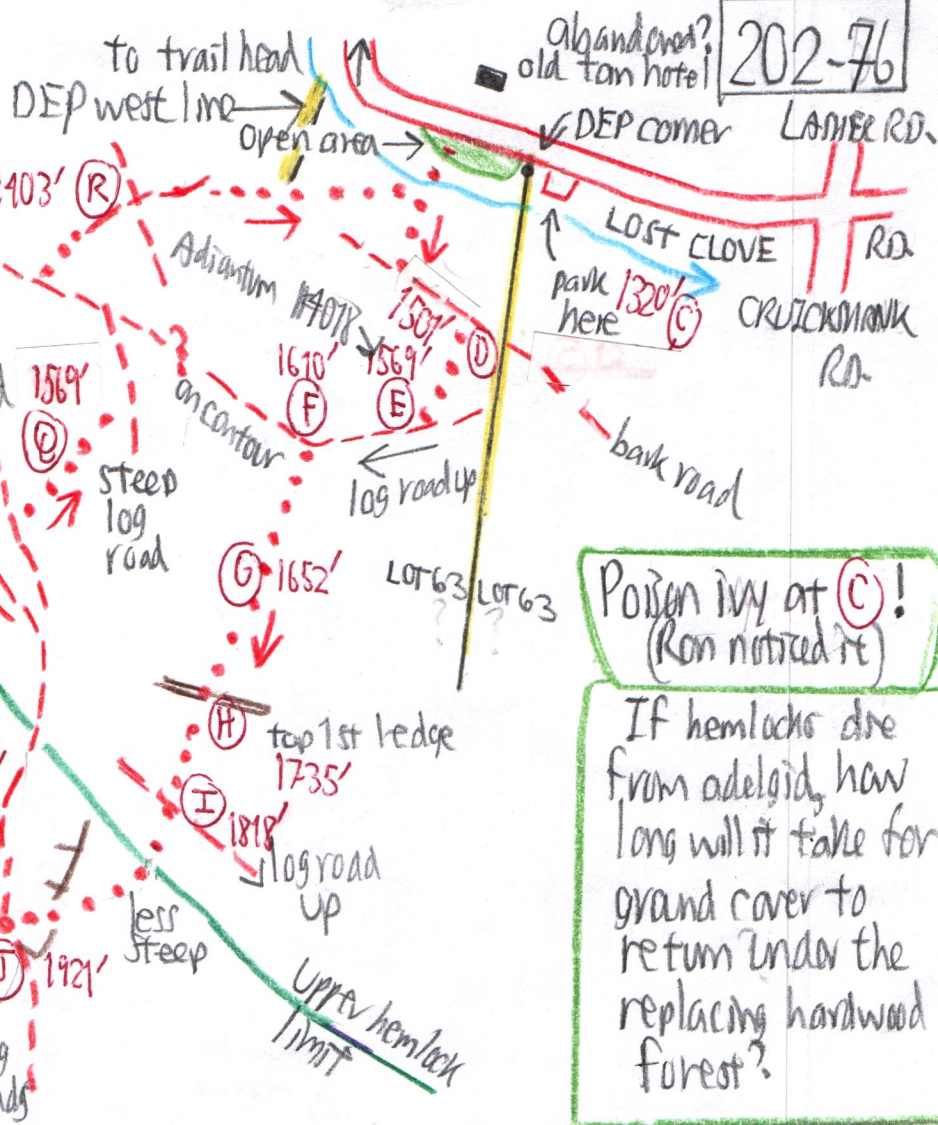 to trail head
DEP west line
open area
abandoned?
old tan hotel
202-76
DEP corner
LANIER RD.
403' R
LOST CLOVE
RD.
CRUICKSHANK
RD.
park
here
1320' C
Adiantum #4078
1507'
D
1610'
F
1569'
E
1569'
Q
on contour
log road up
bark road
steep
log
road
G 1652'
LOT 63
LOT 63
?
?
H
top 1st ledge
1735'
I
1818'
log road
up
less
steep
J 1921'
Upper hemlock
limit
Poison ivy at C!
(Ron noticed it)
If hemlocks die
from adelgid, how
long will it take for
ground cover to
return under the
replacing hardwood
forest?